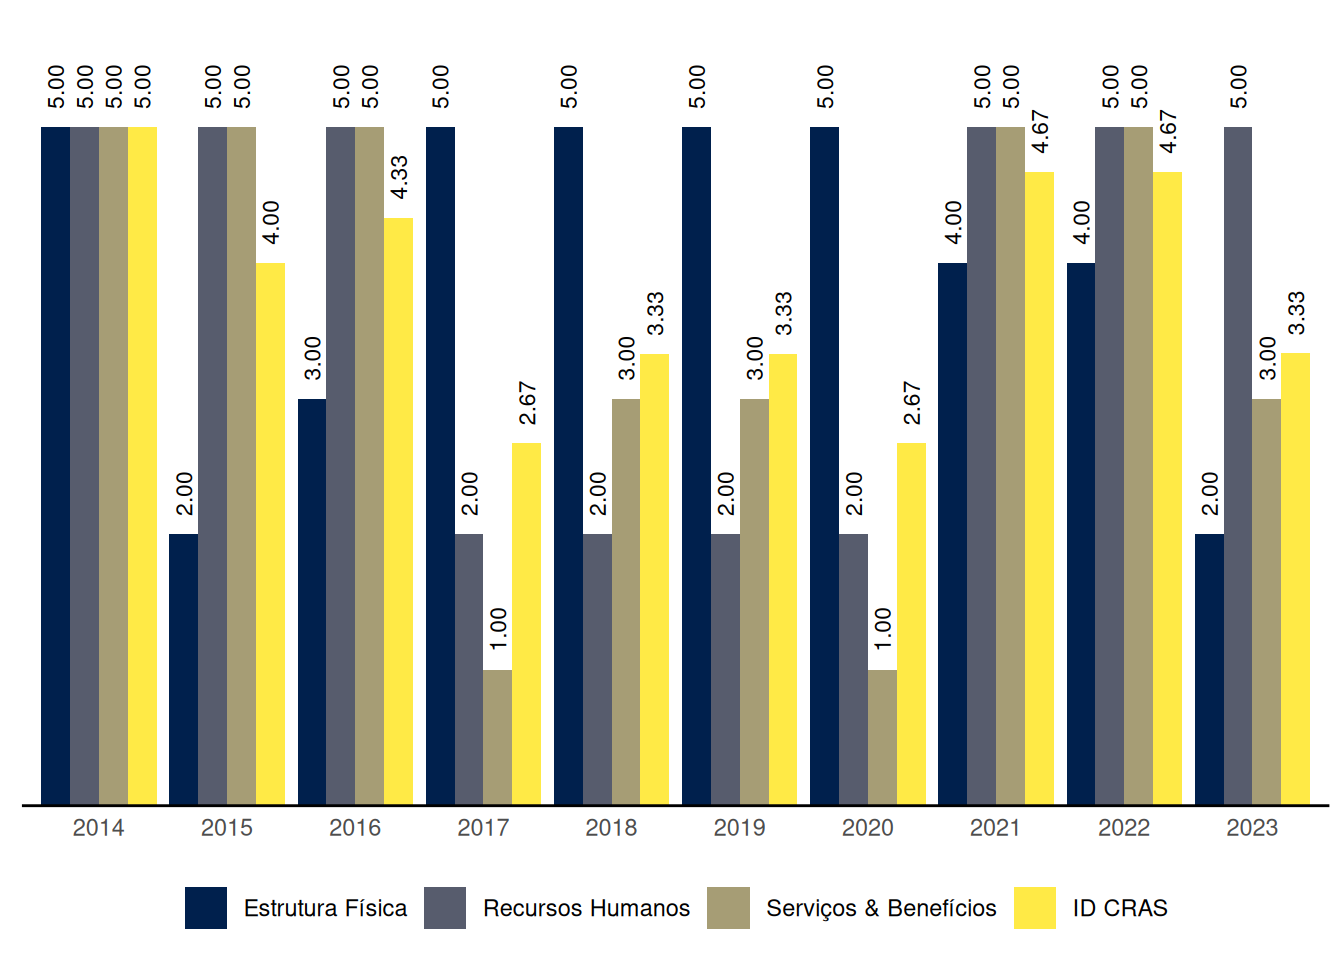 5.00 5.00 5.00 5.00 5.00 5.00 5.00 5.00 5.00 5.00 5.00 5.00 5.00 5.00 5.00 5.00 5.00
4.67 4.67
4.33
4.00 4.00 4.00
3.33 3.33 3.33
3.00 3.00 3.00 3.00
2.67 2.67
2.00 2.00 2.00 2.00 2.00 2.00
1.00 1.00
2014 2015 2016 2017 2018 2019 2020 2021 2022 2023
Estrutura Física Recursos Humanos Serviços & Benefícios ID CRAS